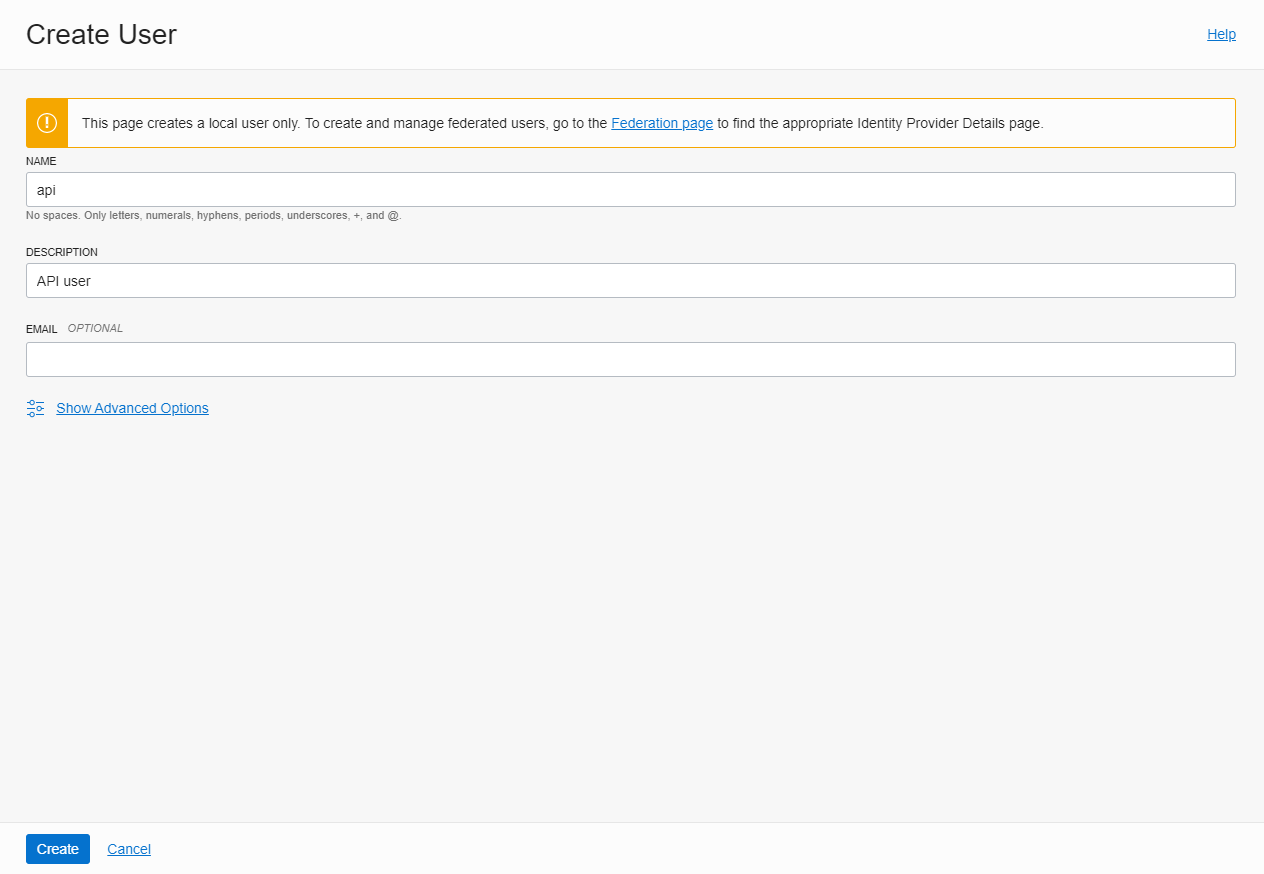 Create User
Help
This page creates a local user only. To create and manage federated users, go to the Federation page to find the appropriate Identity Provider Details page.
NAME
api
No spaces. Only letters, numerals, hyphens, periods, underscores, +, and @.
DESCRIPTION
API user
EMAIL OPTIONAL
Show Advanced Options
Create Cancel